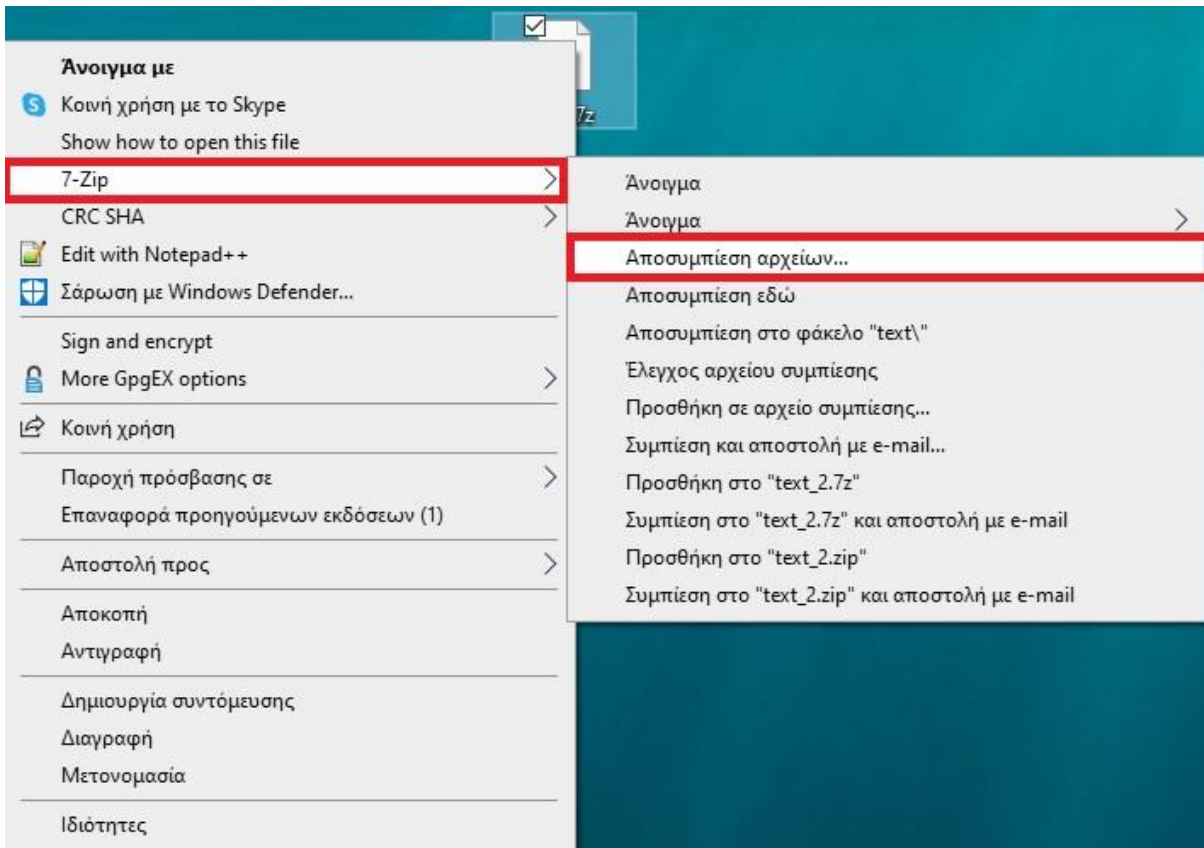 7z
Άνοιγμα με
Κοινή χρήση με το Skype
Show how to open this file
7-Zip
CRC SHA
Edit with Notepad++
Σάρωση με Windows Defender...
Sign and encrypt
More GpgEX options
Κοινή χρήση
Παροχή πρόσβασης σε
Επαναφορά προηγούμενων εκδόσεων (1)
Αποστολή προς
Αποκοπή
Αντιγραφή
Δημιουργία συντόμευσης
Διαγραφή
Μετονομασία
Ιδιότητες
Άνοιγμα
Άνοιγμα
Αποσυμπίεση αρχείων...
Αποσυμπίεση εδώ
Αποσυμπίεση στο φάκελο "text\"
Έλεγχος αρχείου συμπίεσης
Προσθήκη σε αρχείο συμπίεσης...
Συμπίεση και αποστολή με e-mail...
Προσθήκη στο "text_2.7z"
Συμπίεση στο "text_2.7z" και αποστολή με e-mail
Προσθήκη στο "text_2.zip"
Συμπίεση στο "text_2.zip" και αποστολή με e-mail